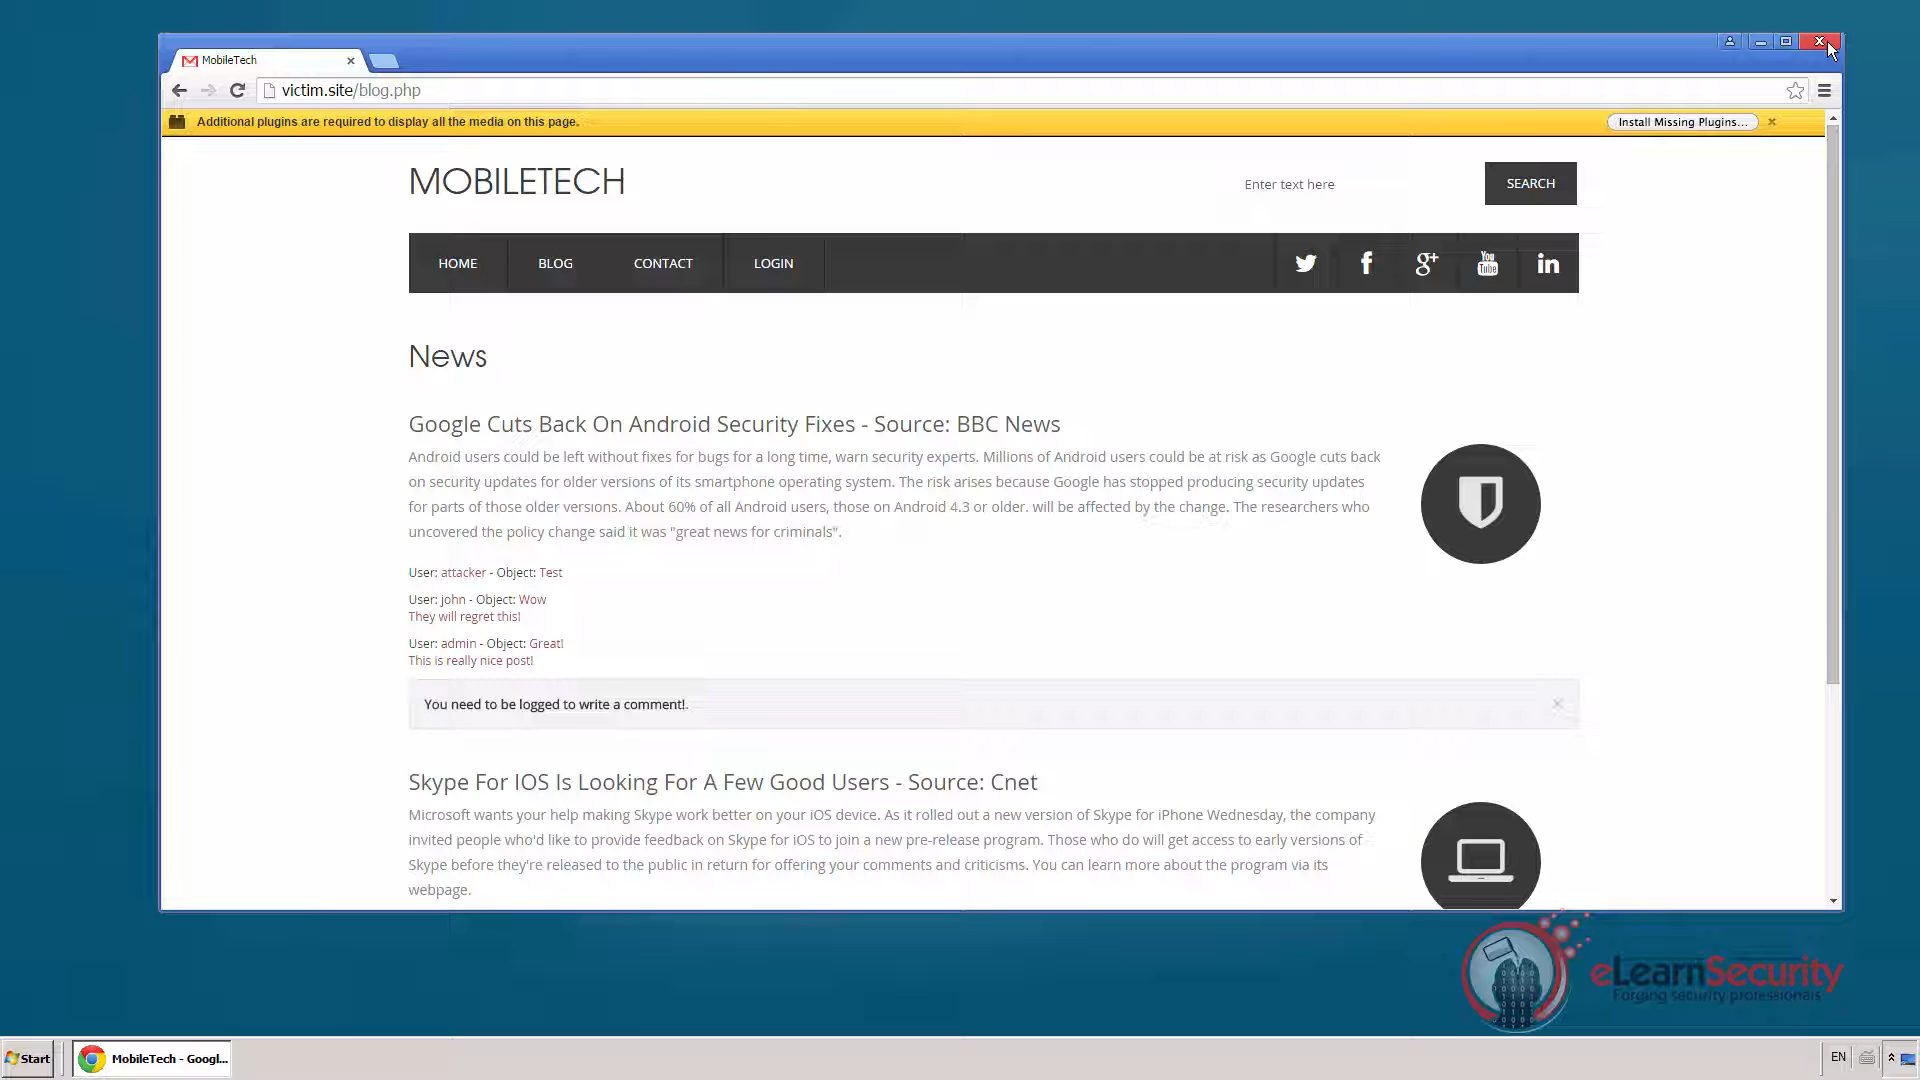 MobileTech
victim.site/blog.php
Additional plugins are required to display all the media on this page.
Install Missing Plugins...
MOBILETECH
Enter text here
SEARCH
HOME
BLOG
CONTACT
LOGIN
g+
You
Tube
in
News
Google Cuts Back On Android Security Fixes - Source: BBC News
Android users could be left without fixes for bugs for a long time, warn security experts. Millions of Android users could be at risk as Google cuts back
on security updates for older versions of its smartphone operating system. The risk arises because Google has stopped producing security updates
for parts of those older versions. About 60% of all Android users, those on Android 4.3 or older. will be affected by the change. The researchers who
uncovered the policy change said it was "great news for criminals".
User: attacker - Object: Test
User: john - Object: Wow
They will regret this!
User: admin - Object: Great!
This is really nice post!
You need to be logged to write a comment!.
Skype For IOS Is Looking For A Few Good Users - Source: Cnet
Microsoft wants your help making Skype work better on your iOS device. As it rolled out a new version of Skype for iPhone Wednesday, the company
invited people who'd like to provide feedback on Skype for iOS to join a new pre-release program. Those who do will get access to early versions of
Skype before they're released to the public in return for offering your comments and criticisms. You can learn more about the program via its
webpage.
eLearnSecurity
Forging security professionals
Start
MobileTech - Googl...
EN